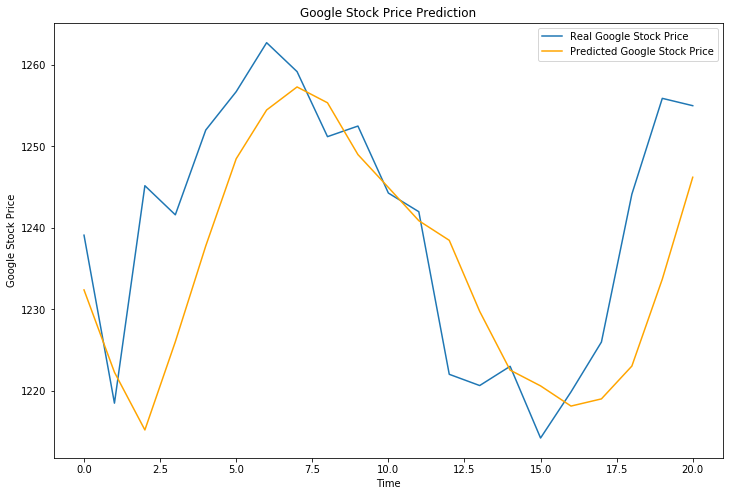 Google Stock Price Prediction
Real Google Stock Price
Predicted Google Stock Price
Google Stock Price
1260
1250
1240
1230
1220
0.0 2.5 5.0 7.5 10.0 12.5 15.0 17.5 20.0
Time